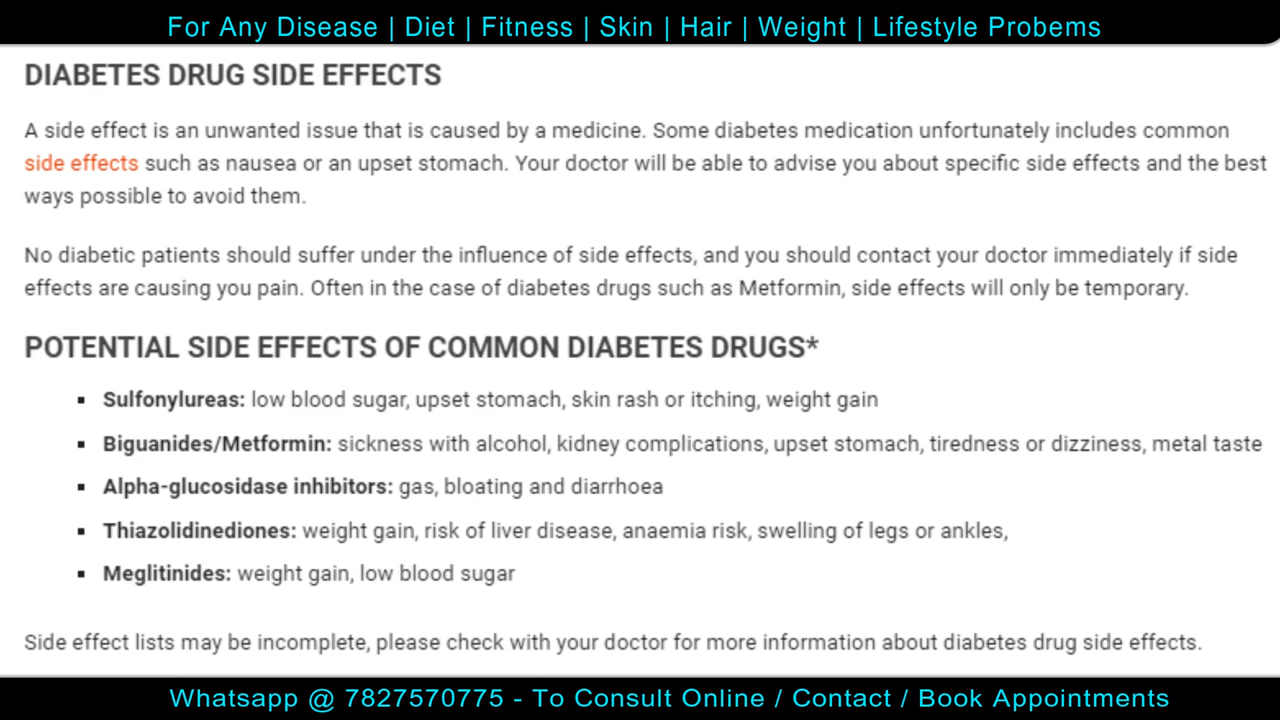 For Any Disease | Diet | Fitness | Skin | Hair | Weight | Lifestyle Probems
DIABETES DRUG SIDE EFFECTS
A side effect is an unwanted issue that is caused by a medicine. Some diabetes medication unfortunately includes common
side effects such as nausea or an upset stomach. Your doctor will be able to advise you about specific side effects and the best
ways possible to avoid them.
No diabetic patients should suffer under the influence of side effects, and you should contact your doctor immediately if side
effects are causing you pain. Often in the case of diabetes drugs such as Metformin, side effects will only be temporary.
POTENTIAL SIDE EFFECTS OF COMMON DIABETES DRUGS*
▪ Sulfonylureas: low blood sugar, upset stomach, skin rash or itching, weight gain
▪ Biguanides/Metformin: sickness with alcohol, kidney complications, upset stomach, tiredness or dizziness, metal taste
▪ Alpha-glucosidase inhibitors: gas, bloating and diarrhoea
▪ Thiazolidinediones: weight gain, risk of liver disease, anaemia risk, swelling of legs or ankles,
▪ Meglitinides: weight gain, low blood sugar
Side effect lists may be incomplete, please check with your doctor for more information about diabetes drug side effects.
Whatsapp @ 7827570775 - To Consult Online / Contact / Book Appointments